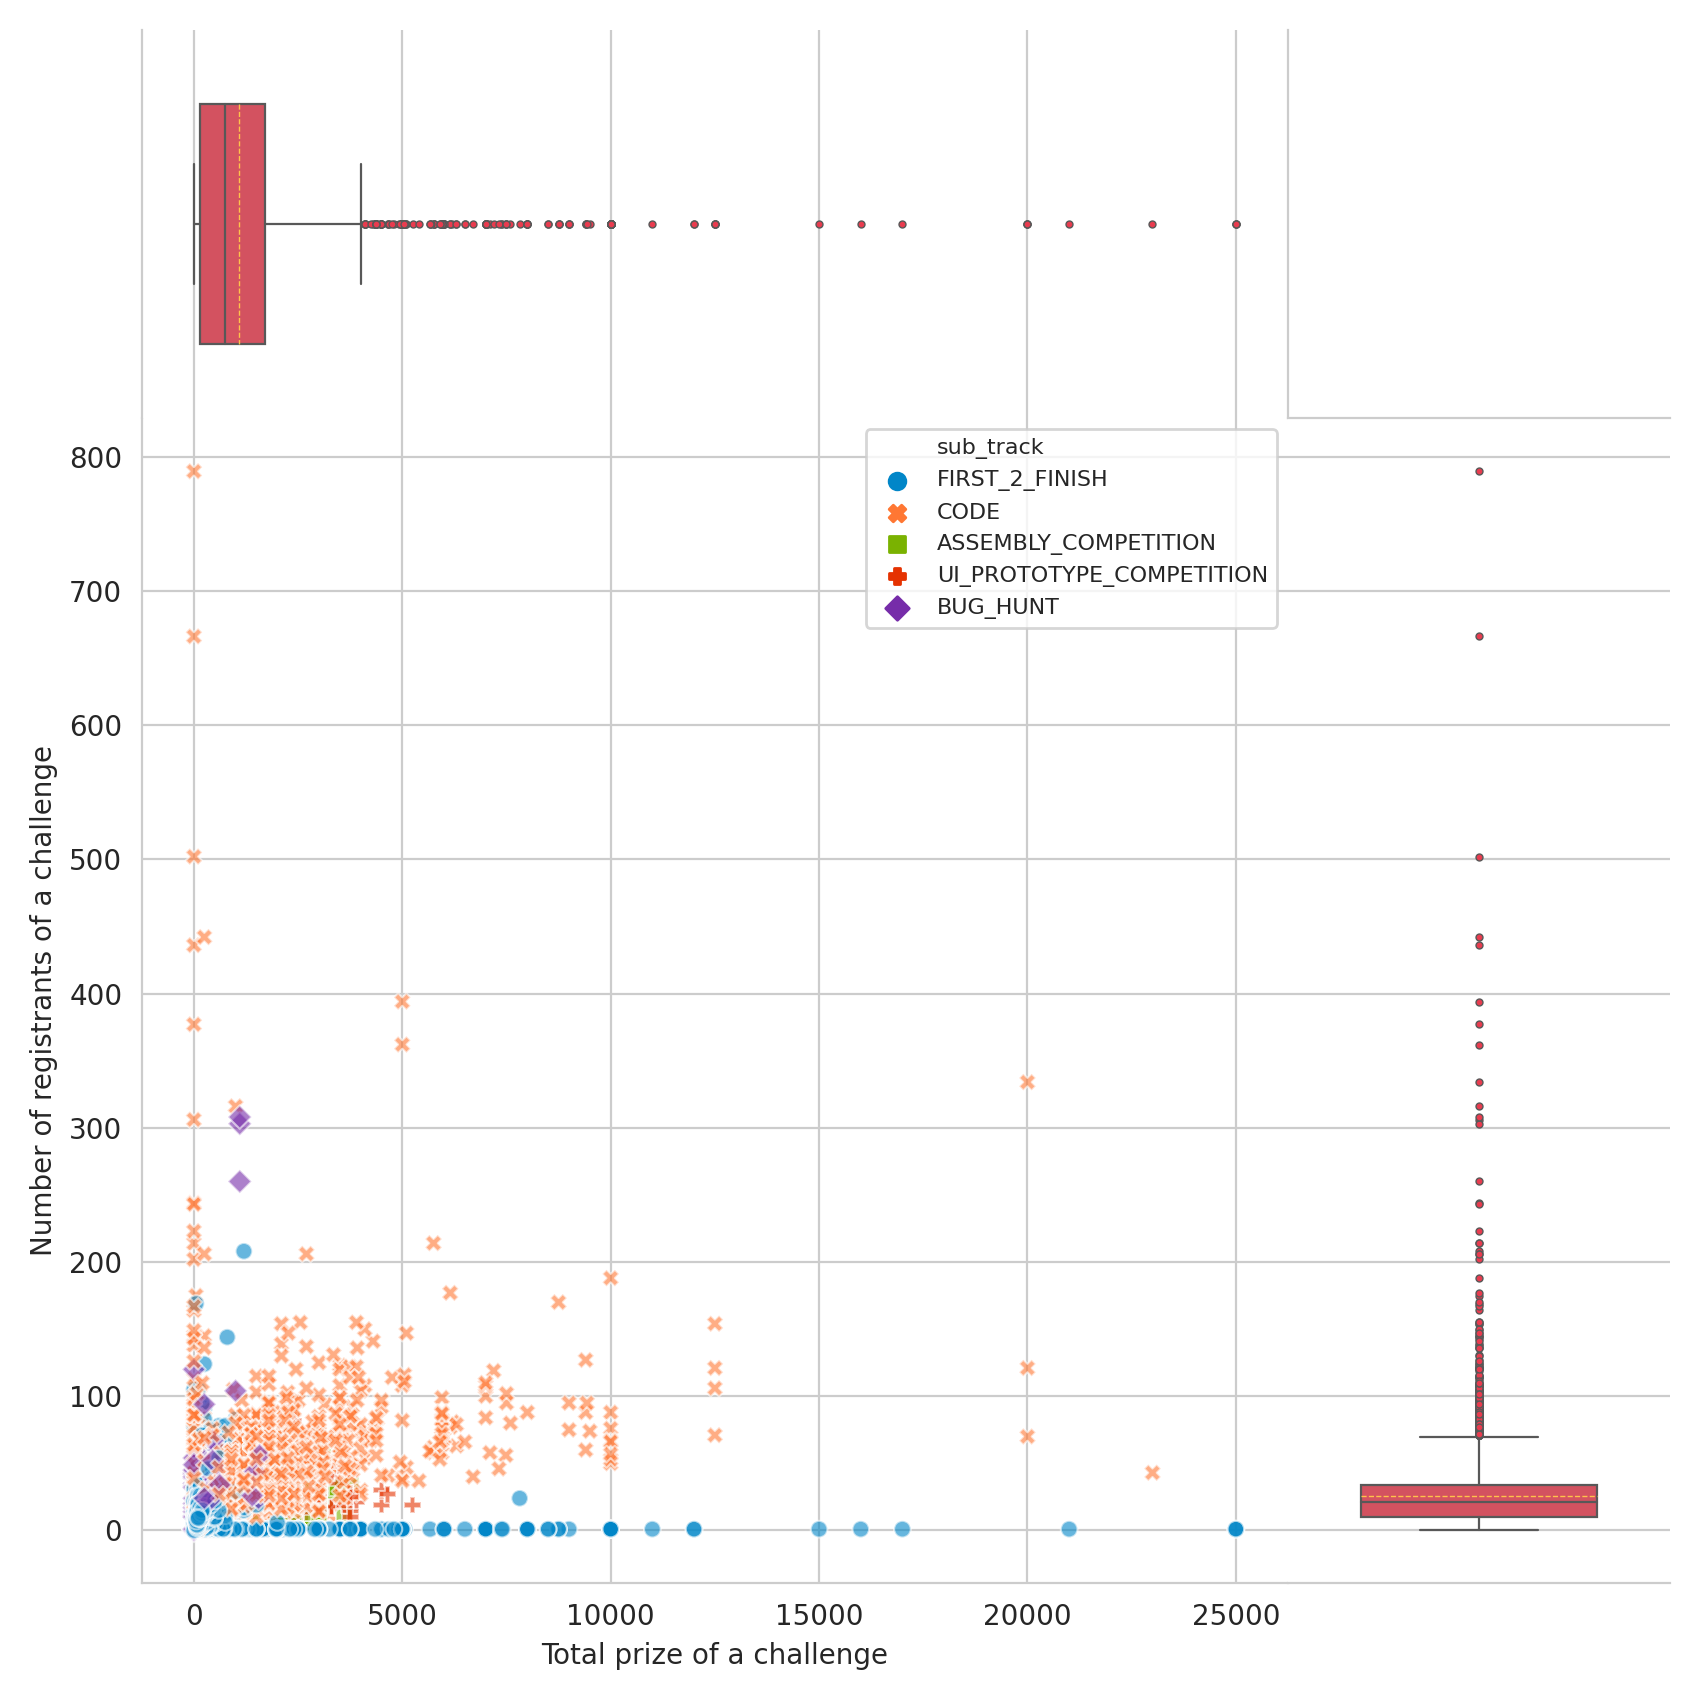 sub_track
FIRST_2_FINISH
CODE
ASSEMBLY_COMPETITION
UI_PROTOTYPE_COMPETITION
BUG_HUNT
Number of registrants of a challenge
800
700
600
500
400
300
200
100
0
0 5000 10000 15000 20000 25000
Total prize of a challenge